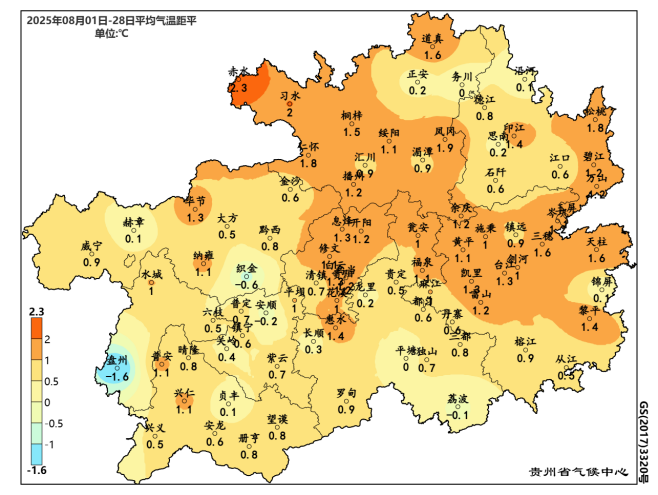 2025年08月01日-28日平均气温距平
单位:℃
道真
1.6
赤水
2.3
习水
2
正安
0.2
务川
0
沿河
0.1
德江
0.8
桐梓
1.5
绥阳
1.1
凤冈
1.9
思南
0.2
印江
1.4
松桃
1.8
仁怀
1.8
汇川
0.9
湄潭
0.9
江口
0.6
碧江
1.2
播州
1.2
石阡
0.6
万山
金沙
0.6
毕节
1.3
大方
0.5
赫章
0.1
黔西
0.8
息烽
1.3
开阳
1.2
余庆
1.2
瓮安
1
施秉
1
镇远
0.9
岑巩
玉屏
三穗
1.6
天柱
1.6
威宁
0.9
纳雍
1.1
修文
1.1
白云
黄平
1.1
水城
1
织金
-0.6
清镇
0.7
贵定
0.5
福泉
1.1
凯里
1.3
台江
1.3
剑河
1
锦屏
0.1
龙里
0.2
麻江
平坝
1
花溪
普定
0.7
安顺
-0.2
六枝
0.5
镇宁
0.6
惠水
1.4
都匀
0.6
雷山
1.2
丹寨
0.6
黎平
1.4
关岭
0.4
长顺
0.3
三都
0.8
榕江
0.9
盘州
-1.6
普安
1.1
晴隆
0.8
紫云
0.7
平塘
0
独山
0.7
从江
0.5
兴仁
1.1
贞丰
0.1
罗甸
0.9
荔波
-0.1
兴义
0.5
安龙
0.6
册亨
0.8
望谟
0.8
2.3
2
1
0.5
0
-0.5
-1
-1.6
贵州省气候中心
GS(2017)3320号